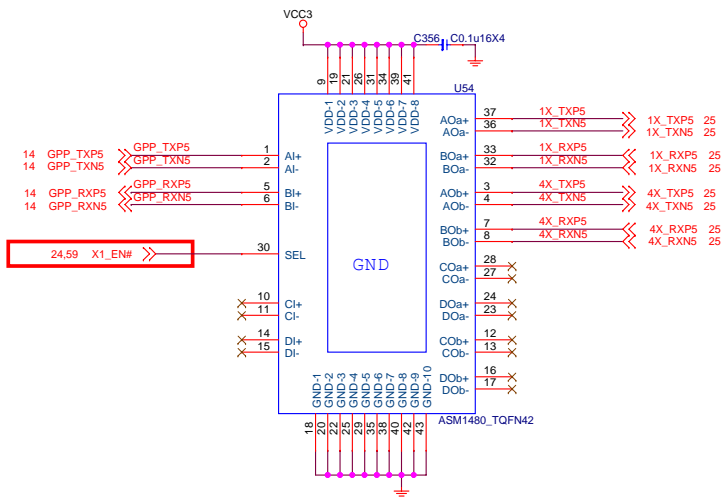 VCC3
C356 C0.1u16X4
9 19 21 26 31 34 39 41
U54
VDD-1 VDD-2 VDD-3 VDD-4 VDD-5 VDD-6 VDD-7 VDD-8
AOa+ 37 1X_TXP5 1X_TXP5 25
AOa- 36 1X_TXN5 1X_TXN5 25
14 GPP_TXP5 GPP_TXP5 1 AI+
14 GPP_TXN5 GPP_TXN5 2 AI-
BOa+ 33 1X_RXP5 1X_RXP5 25
BOa- 32 1X_RXN5 1X_RXN5 25
14 GPP_RXP5 GPP_RXP5 5 BI+
14 GPP_RXN5 GPP_RXN5 6 BI-
AOb+ 3 4X_TXP5 4X_TXP5 25
AOb- 4 4X_TXN5 4X_TXN5 25
BOb+ 7 4X_RXP5 4X_RXP5 25
BOb- 8 4X_RXN5 4X_RXN5 25
24,59 X1_EN# 30 SEL
GND
COa+ 28
COa- 27
10 CI+
11 CI-
DOa+ 24
DOa- 23
14 DI+
15 DI-
COb+ 12
COb- 13
DOb+ 16
DOb- 17
GND-1 GND-2 GND-3 GND-4 GND-5 GND-6 GND-7 GND-8 GND-9 GND-10
ASM1480_TQFN42
18 20 22 25 29 35 38 40 42 43